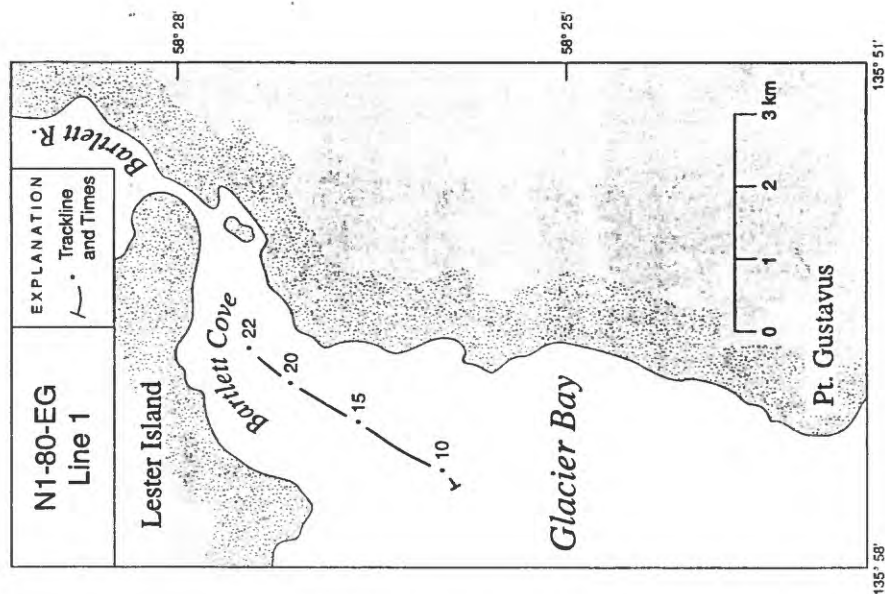 N1-80-EG
Line 1
EXPLANATION
Trackline
and Times
Bartlett
R.
58° 28'
58° 25'
135° 51'
135° 58'
Lester Island
Bartlett Cove
22
20
15
10
Glacier Bay
Pt. Gustavus
0 1 2 3 km